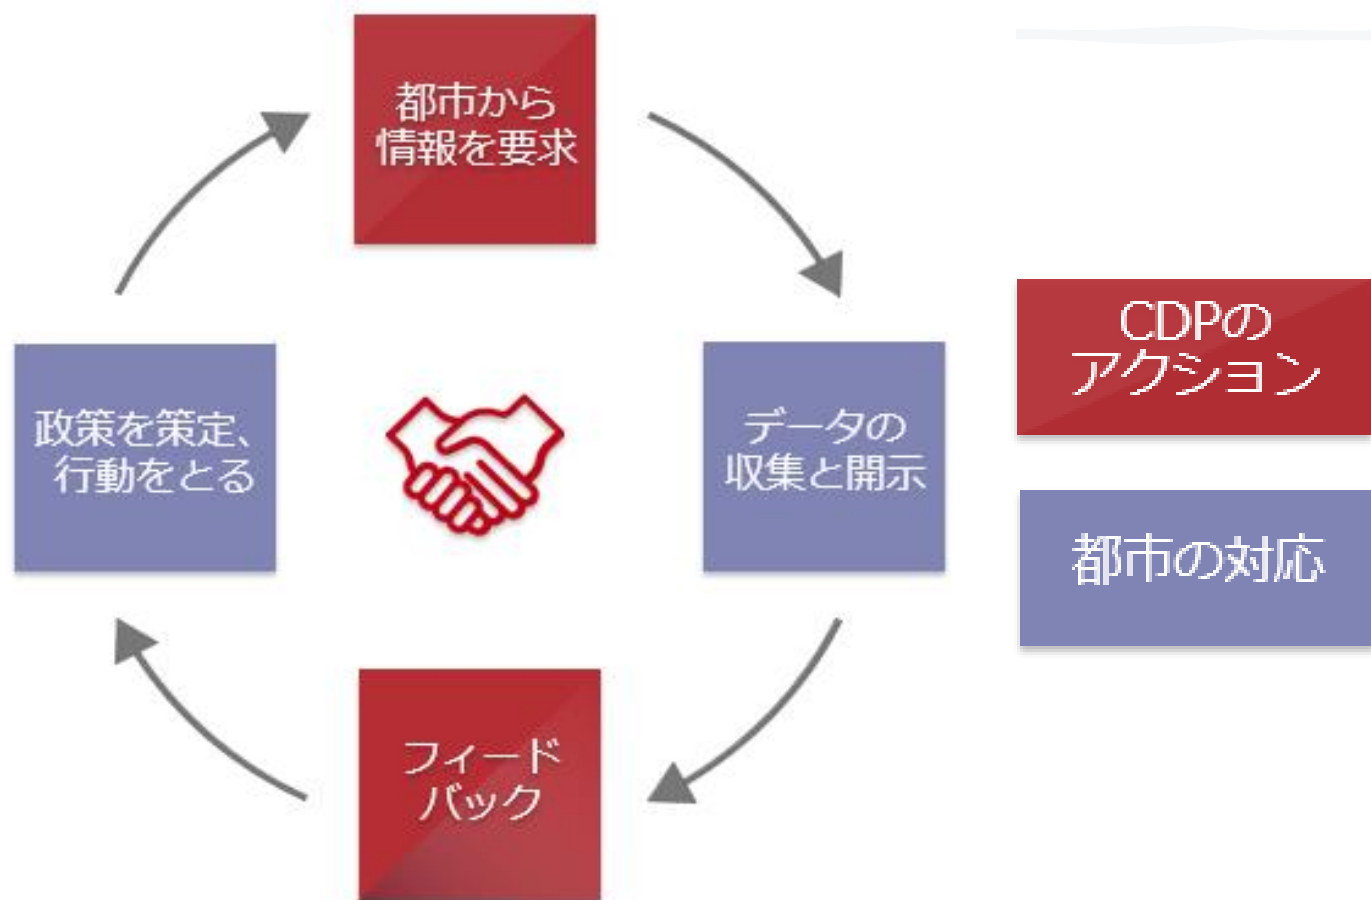 都市から
情報を要求
政策を策定、
行動をとる
データの
収集と開示
フィード
バック
CDPの
アクション
都市の対応